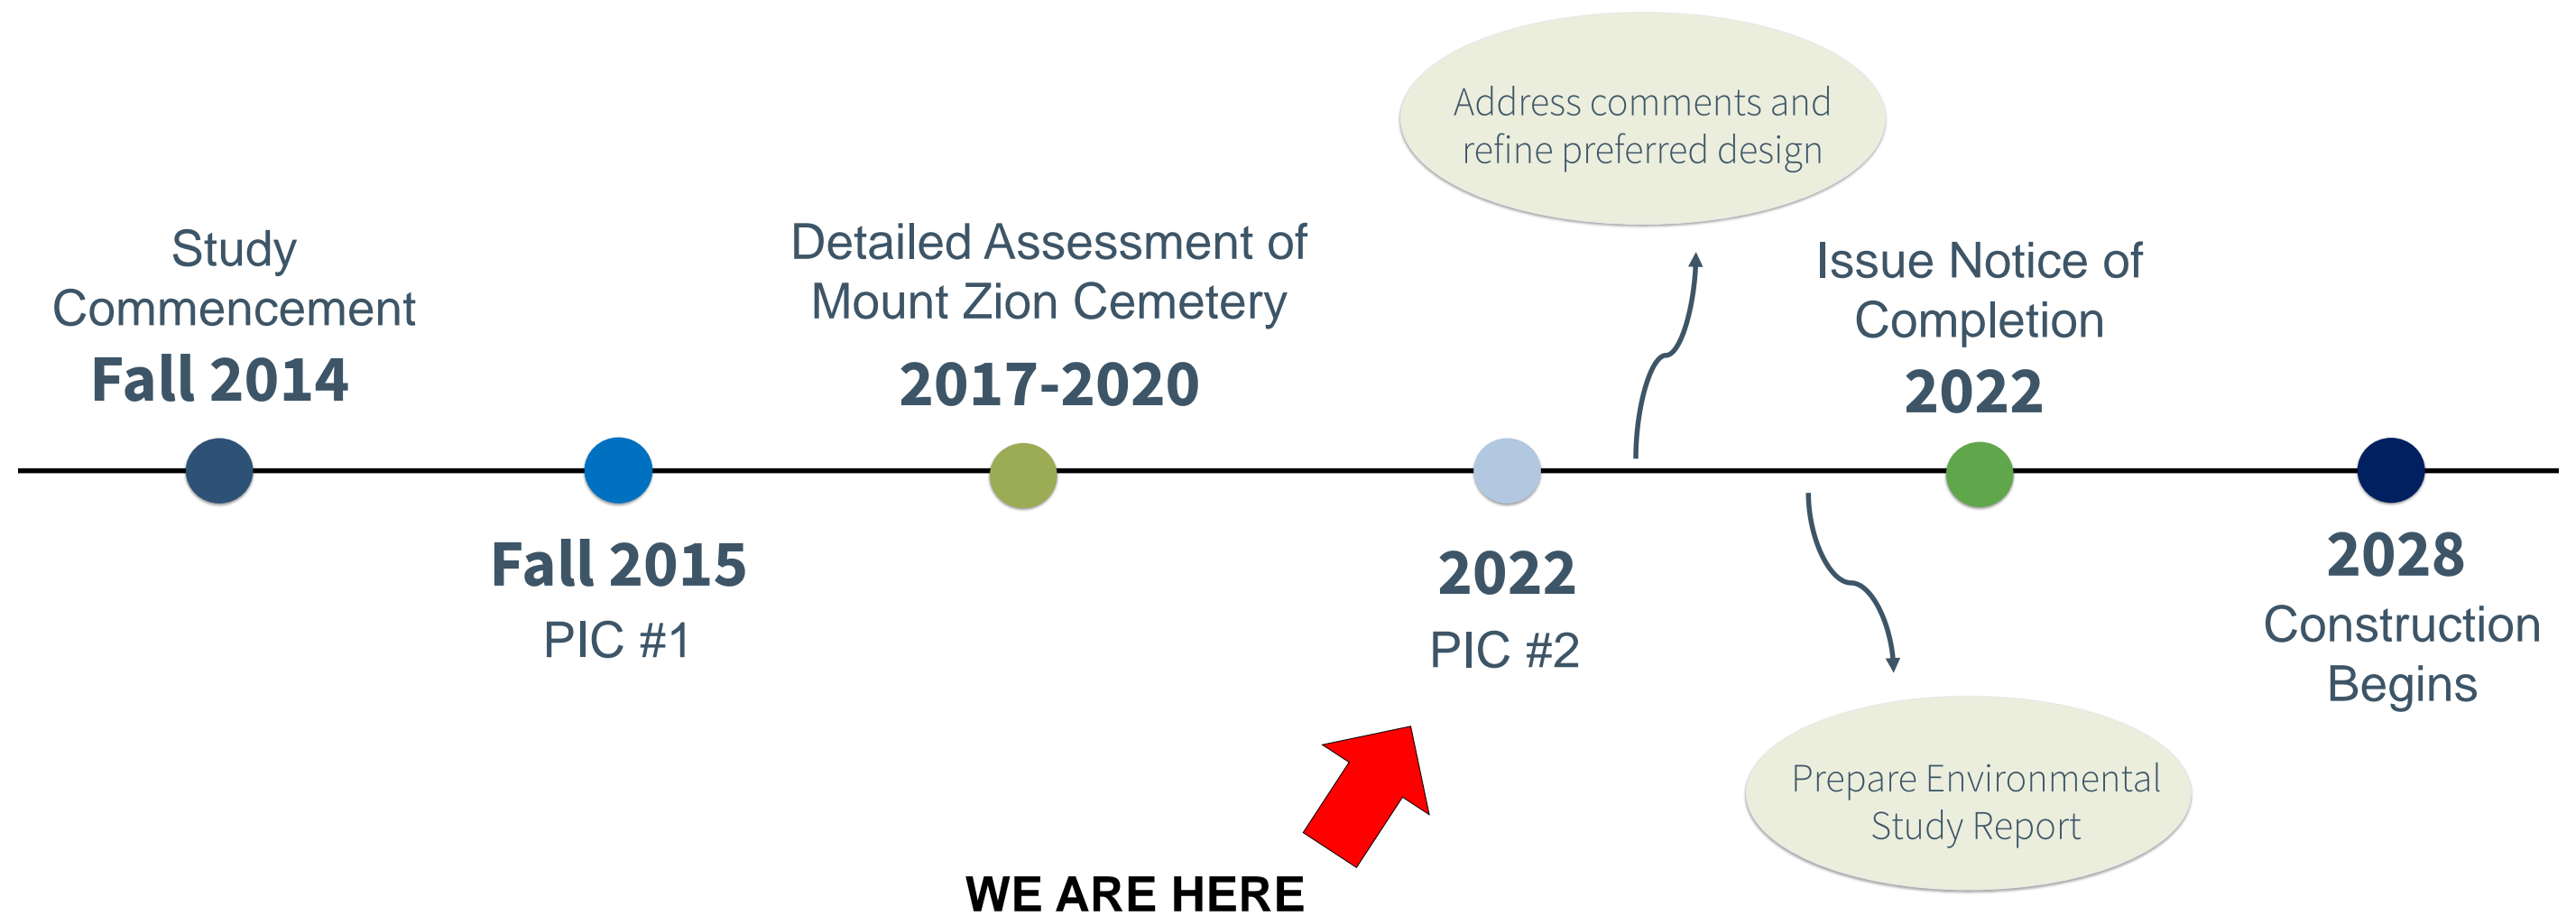 Study
Commencement
Fall 2014
Fall 2015
PIC #1
Detailed Assessment of
Mount Zion Cemetery
2017-2020
2022
PIC #2
WE ARE HERE
Address comments and
refine preferred design
Prepare Environmental
Study Report
Issue Notice of
Completion
2022
2028
Construction
Begins